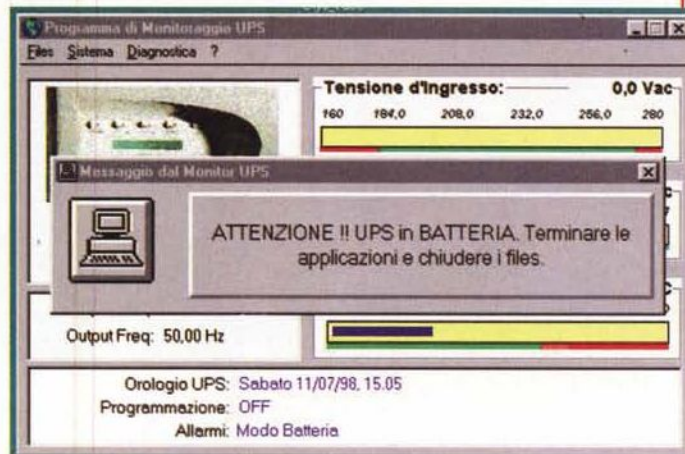 Programma di Monitoraggio UPS
Files Sistema Diagnostica ?
Tensione d'Ingresso: 0,0 Vac
160 184,0 208,0 232,0 256,0 280
Messaggio dal Monitor UPS
ATTENZIONE !! UPS in BATTERIA. Terminare le
applicazioni e chiudere i files.
Output Freq: 50,00 Hz
Orologio UPS: Sabato 11/07/98, 15.05
Programmazione: OFF
Allarmi: Modo Batteria